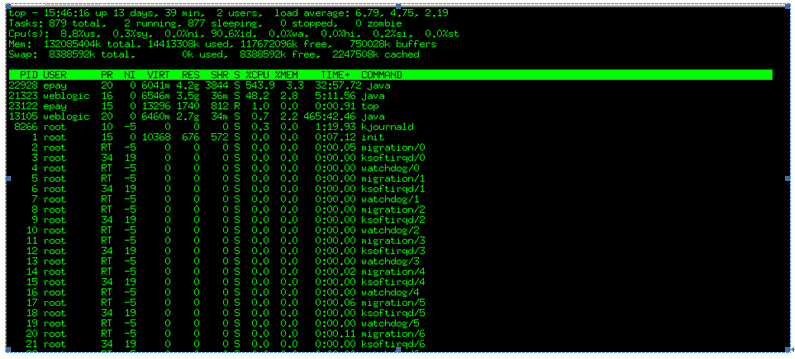 top - 15:46:16 up 13 days, 39 min, 2 users, load average: 6.79, 4.75, 2.19
Tasks: 879 total, 2 running, 877 sleeping, 0 stopped, 0 zombie
Cpu(s): 8.8%us, 0.3%sy, 0.0%ni, 90.6%id, 0.0%wa, 0.0%hi, 0.2%si, 0.0%st
Mem: 132085404k total, 14413308k used, 117672096k free, 750028k buffers
Swap: 8388592k total, 0k used, 8388592k free, 2247508k cached
PID USER PR NI VIRT RES SHR S %CPU %MEM TIME+ COMMAND
22928 epay 20 0 6041m 4.2g 3844 S 543.9 3.3 32:57.72 java
21323 weblogic 16 0 6546m 3.5g 36m S 48.2 2.8 5:11.56 java
23122 epay 15 0 13296 1740 812 R 1.0 0.0 0:00.91 top
13105 weblogic 20 0 6460m 2.7g 34m S 0.7 2.2 465:42.46 java
8266 root 10 -5 0 0 0 S 0.3 0.0 1:19.93 kjournald
1 root 15 0 10368 676 572 S 0.0 0.0 0:07.12 init
2 root RT -5 0 0 0 S 0.0 0.0 0:00.05 migration/0
3 root 34 19 0 0 0 S 0.0 0.0 0:00.00 ksoftirqd/0
4 root RT -5 0 0 0 S 0.0 0.0 0:00.00 watchdog/0
5 root RT -5 0 0 0 S 0.0 0.0 0:00.00 migration/1
6 root 34 19 0 0 0 S 0.0 0.0 0:00.00 ksoftirqd/1
7 root RT -5 0 0 0 S 0.0 0.0 0:00.00 watchdog/1
8 root RT -5 0 0 0 S 0.0 0.0 0:00.00 migration/2
9 root 34 19 0 0 0 S 0.0 0.0 0:00.00 ksoftirqd/2
10 root RT -5 0 0 0 S 0.0 0.0 0:00.00 watchdog/2
11 root RT -5 0 0 0 S 0.0 0.0 0:00.00 migration/3
12 root 34 19 0 0 0 S 0.0 0.0 0:00.00 ksoftirqd/3
13 root RT -5 0 0 0 S 0.0 0.0 0:00.00 watchdog/3
14 root RT -5 0 0 0 S 0.0 0.0 0:00.02 migration/4
15 root 34 19 0 0 0 S 0.0 0.0 0:00.00 ksoftirqd/4
16 root RT -5 0 0 0 S 0.0 0.0 0:00.00 watchdog/4
17 root RT -5 0 0 0 S 0.0 0.0 0:00.06 migration/5
18 root 34 19 0 0 0 S 0.0 0.0 0:00.00 ksoftirqd/5
19 root RT -5 0 0 0 S 0.0 0.0 0:00.00 watchdog/5
20 root RT -5 0 0 0 S 0.0 0.0 0:00.11 migration/6
21 root 34 19 0 0 0 S 0.0 0.0 0:00.00 ksoftirqd/6